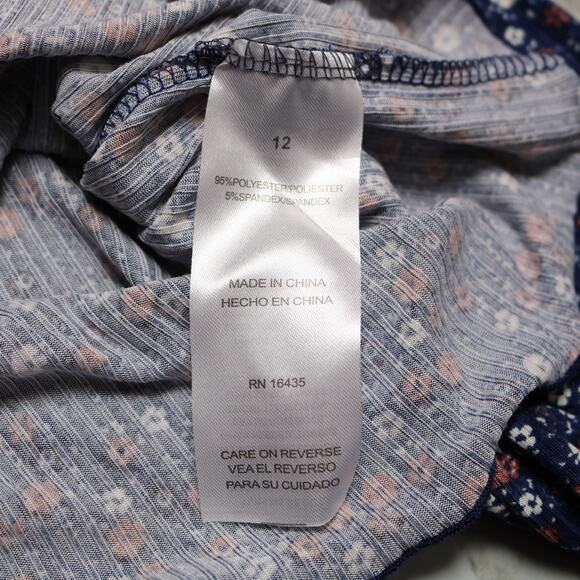 12
95%POLYESTER/POLIESTER
5%SPANDEX/SPANDEX
MADE IN CHINA
HECHO EN CHINA
RN 16435
CARE ON REVERSE
VEA EL REVERSO
PARA SU CUIDADO